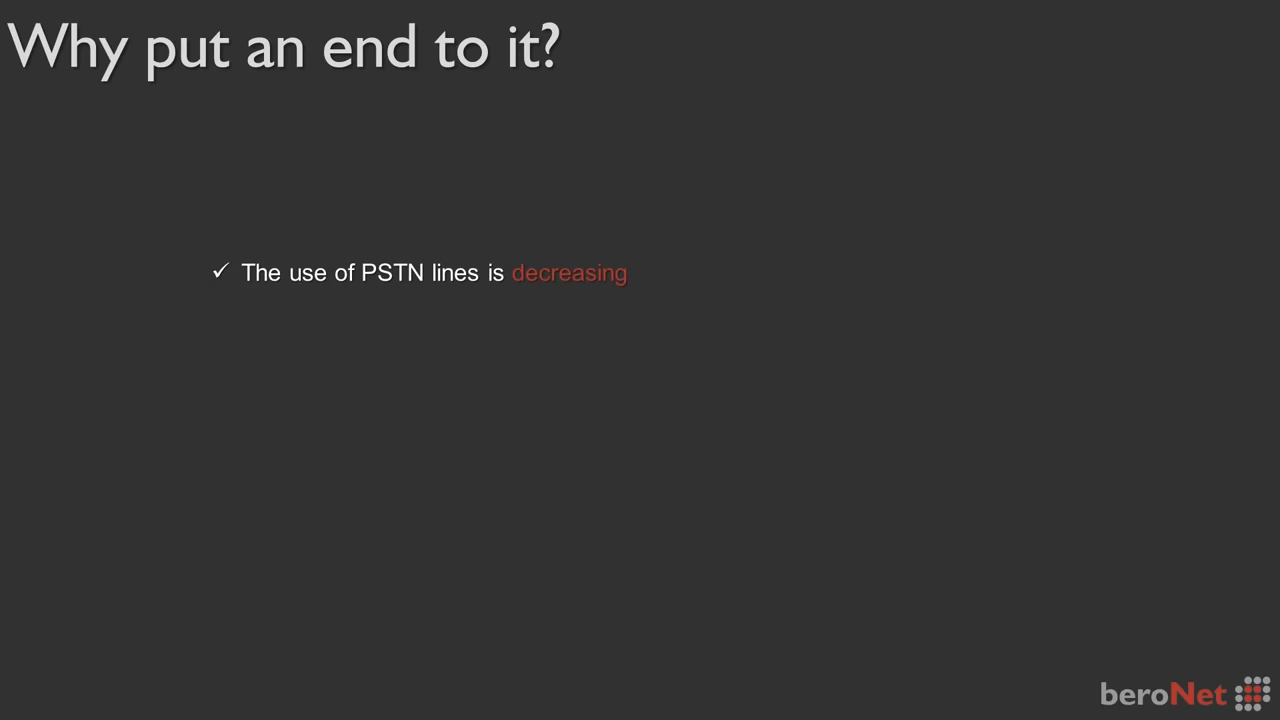 Why put an end to it?
✓ The use of PSTN lines is decreasing
beroNet